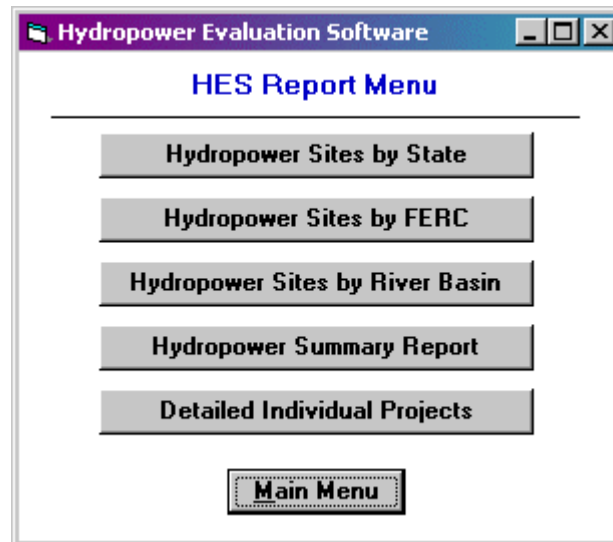 Hydropower Evaluation Software
HES Report Menu
Hydropower Sites by State
Hydropower Sites by FERC
Hydropower Sites by River Basin
Hydropower Summary Report
Detailed Individual Projects
Main Menu